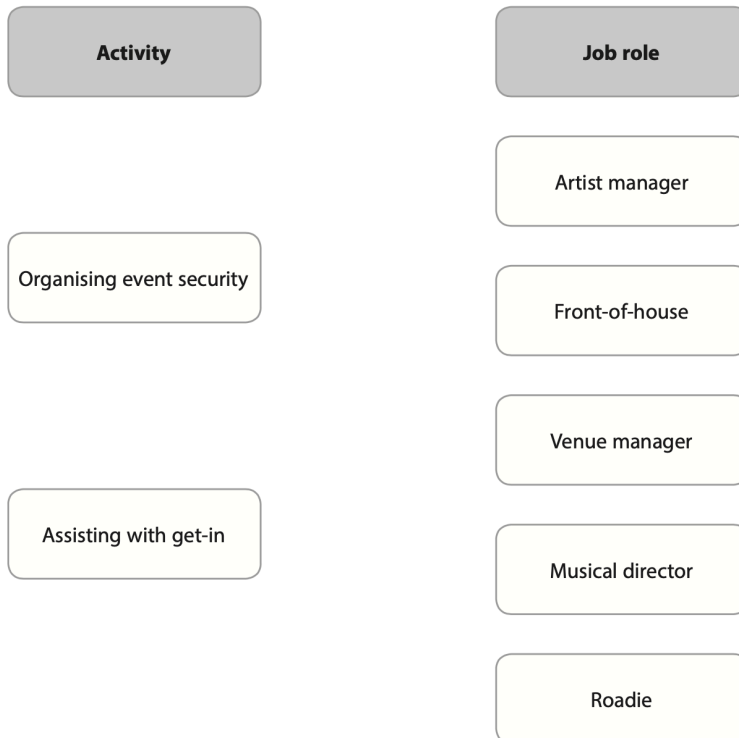 Activity
Job role
Artist manager
Organising event security
Front-of-house
Venue manager
Assisting with get-in
Musical director
Roadie